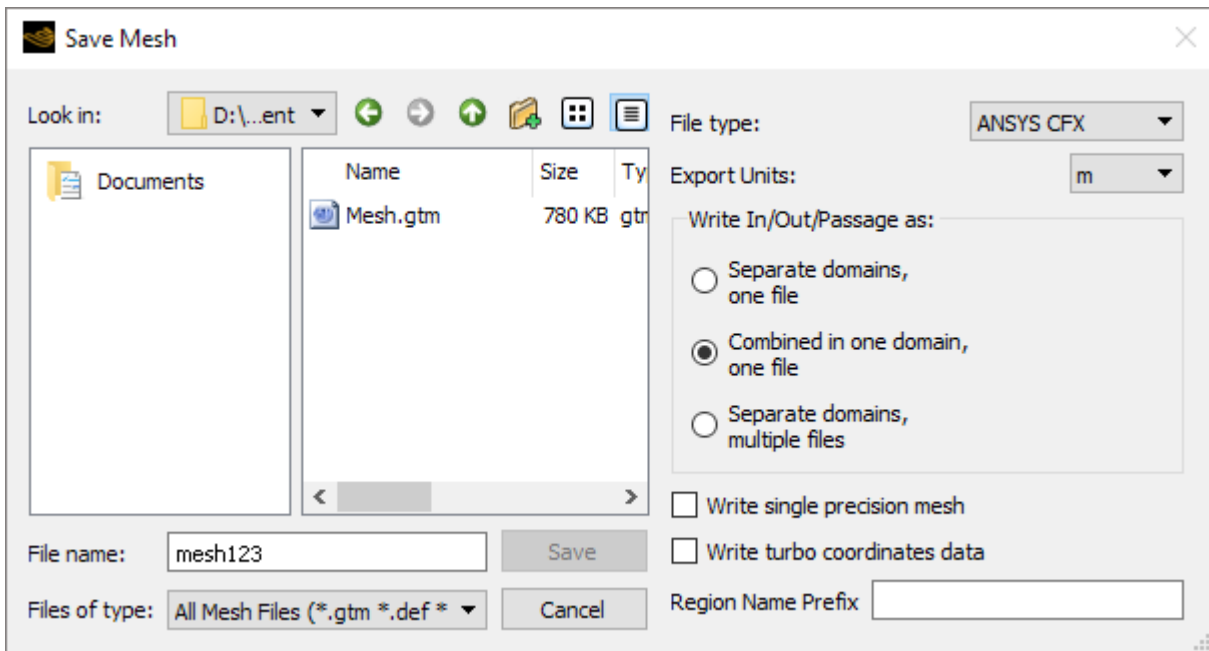 Save Mesh
Look in:
D:\...ent
File type:
ANSYS CFX
Documents
Name Size Ty
Mesh.gtm 780 KB gtm
Export Units:
m
Write In/Out/Passage as:
Separate domains,
one file
Combined in one domain,
one file
Separate domains,
multiple files
Write single precision mesh
Write turbo coordinates data
Region Name Prefix
File name:
mesh123
Save
Files of type:
All Mesh Files (*.gtm *.def *
Cancel